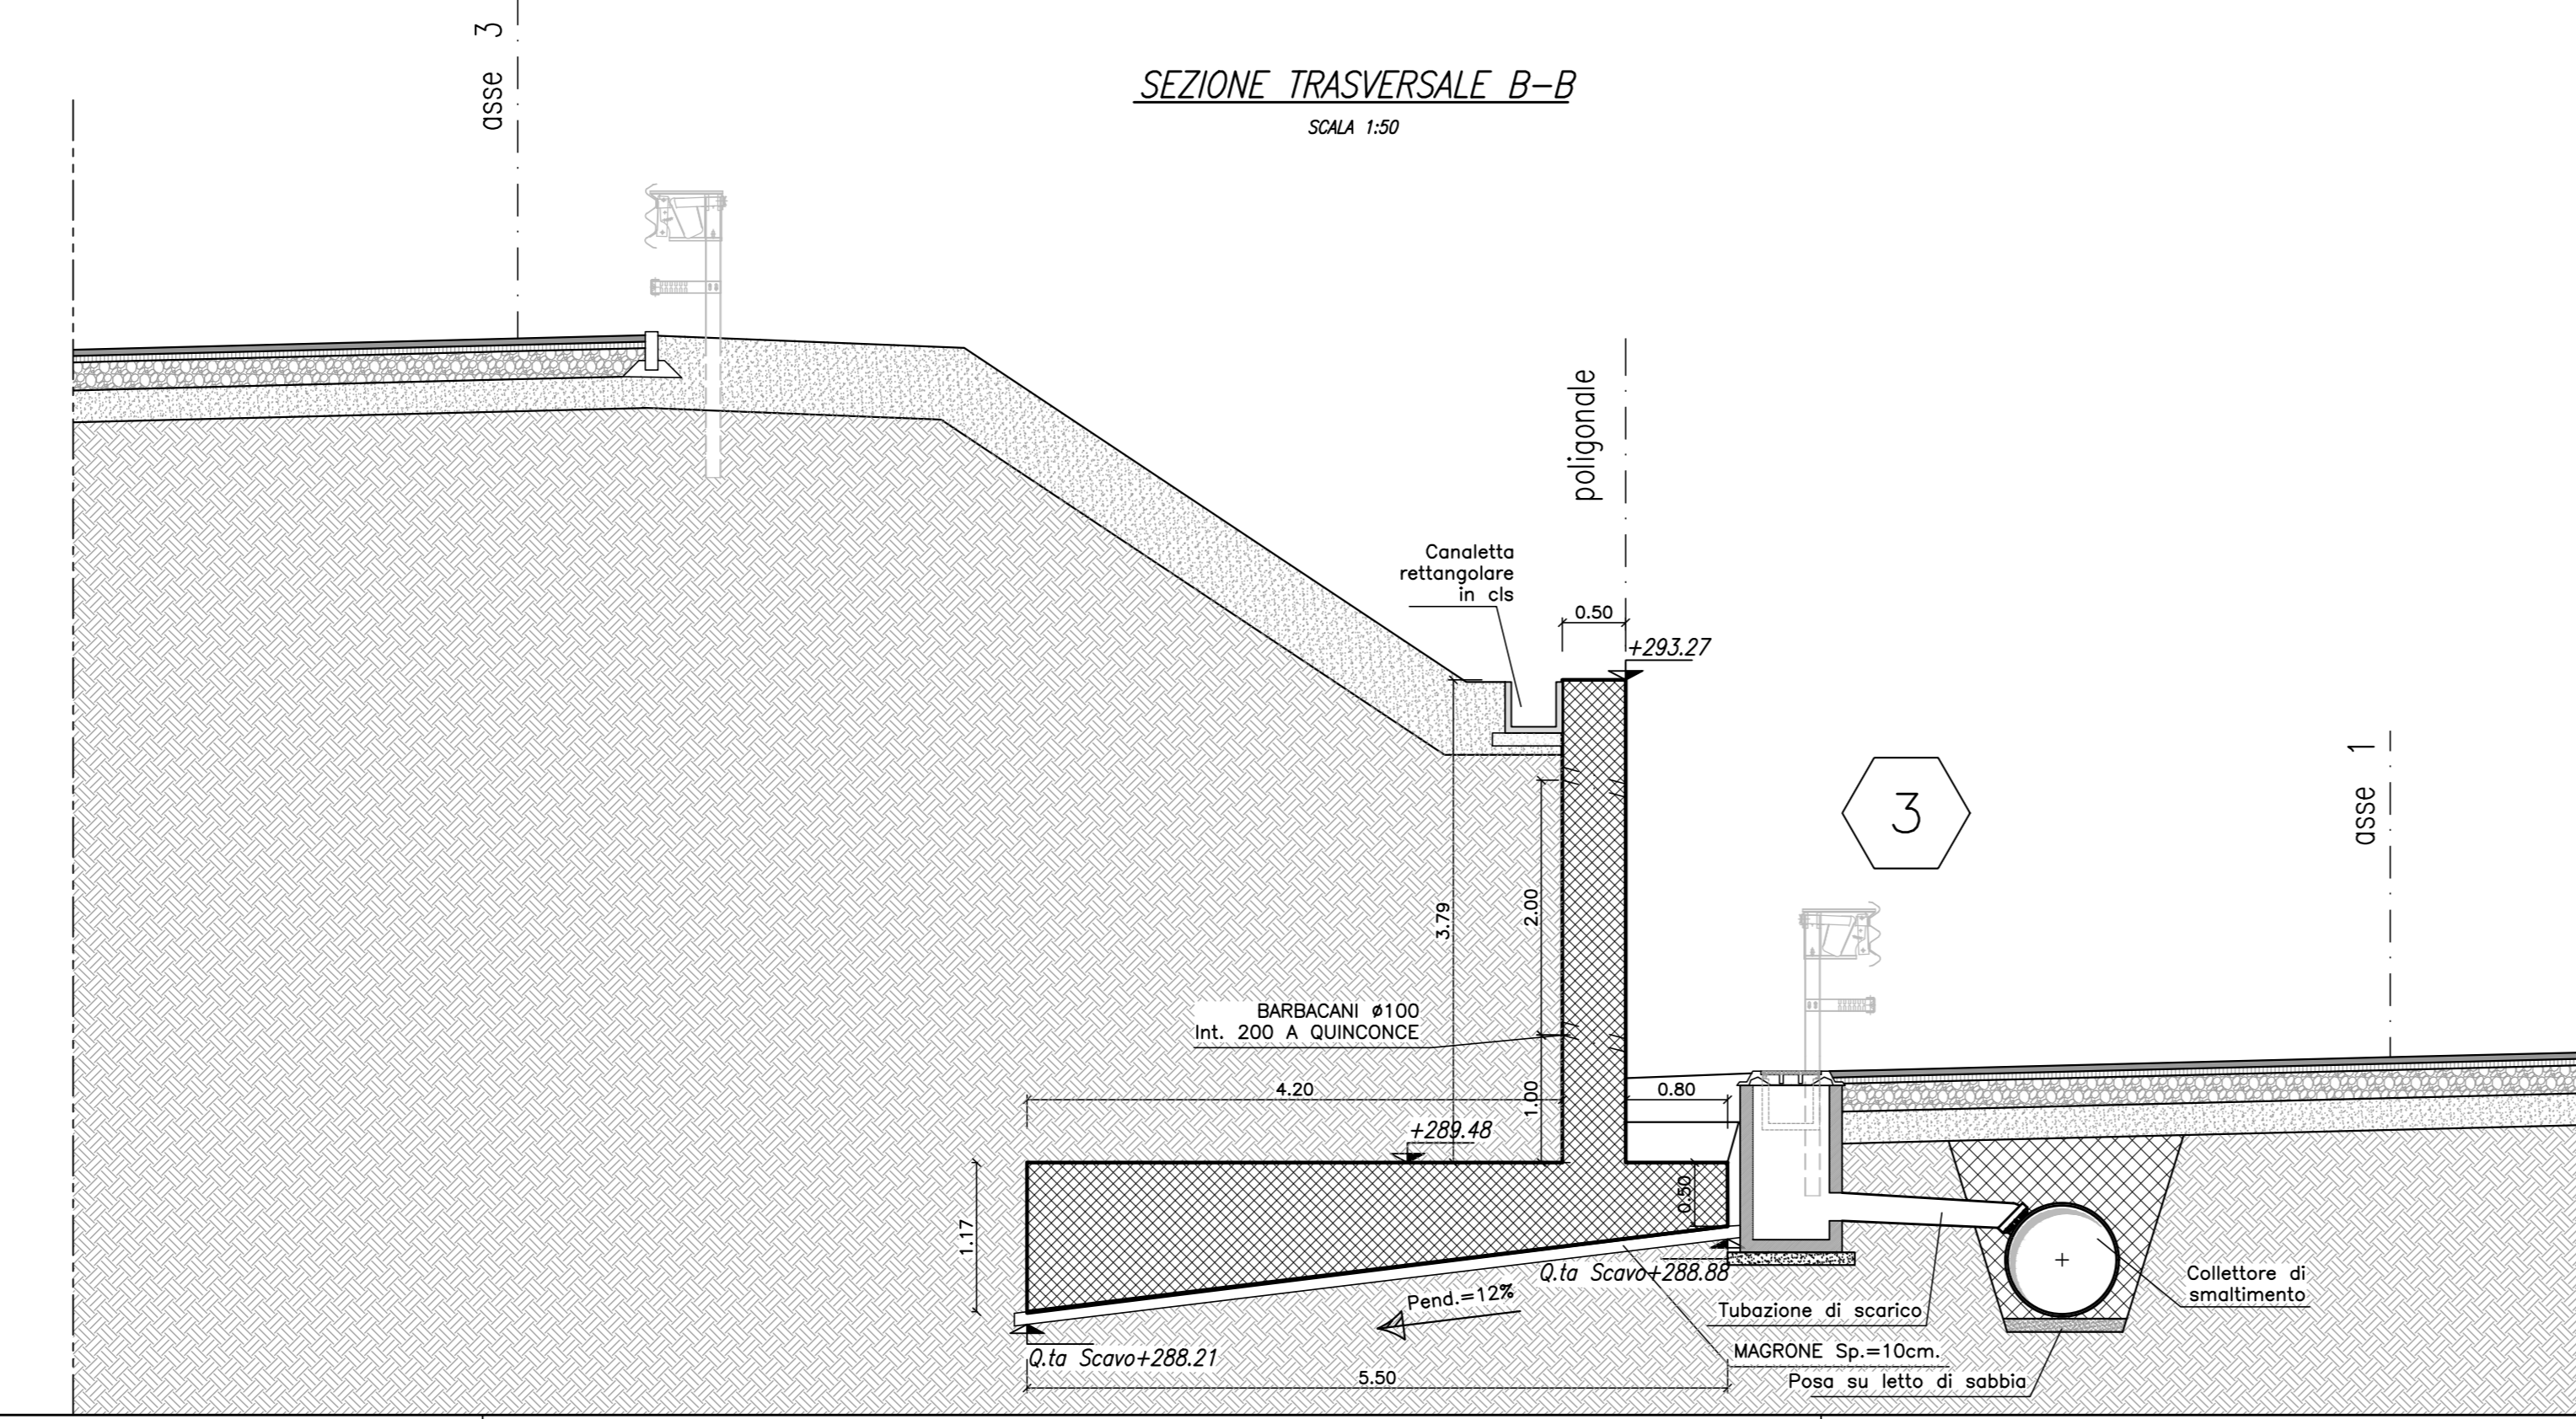 SEZIONE TRASVERSALE B-B
SCALA 1:50
asse 3
poligonale
Canaletta
rettangolare
in cls
0.50
+293.27
3
asse 1
3.79
2.00
BARBACANI ø100
Int. 200 A QUINCONCE
4.20
1.00
0.80
+289.48
1.17
0.50
Q.ta Scavo+288.88
Pend.=12%
Q.ta Scavo+288.21
5.50
Tubazione di scarico
MAGRONE Sp.=10cm.
Posa su letto di sabbia
Collettore di
smaltimento